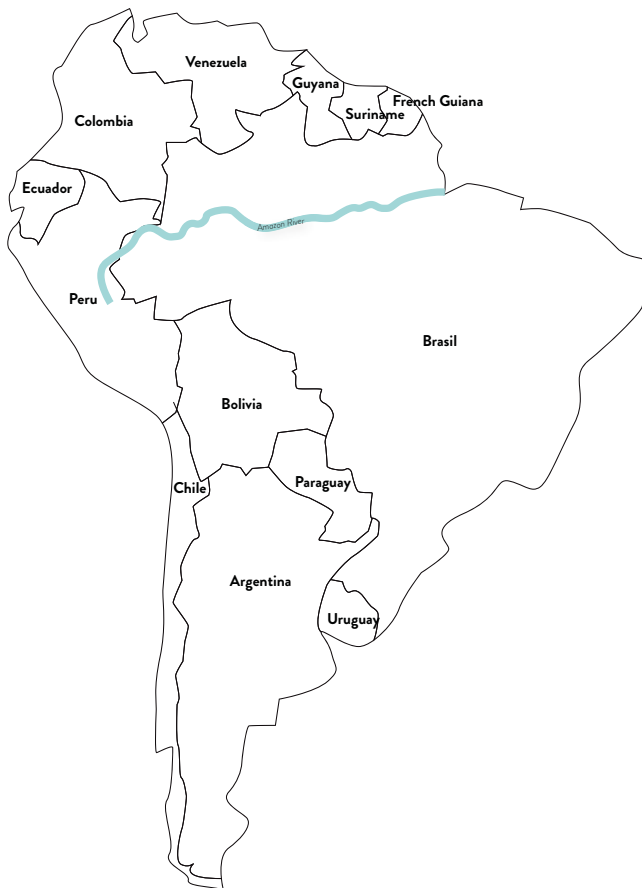 Venezuela
Guyana
French Guiana
Suriname
Colombia
Ecuador
Amazon River
Peru
Brasil
Bolivia
Chile
Paraguay
Argentina
Uruguay